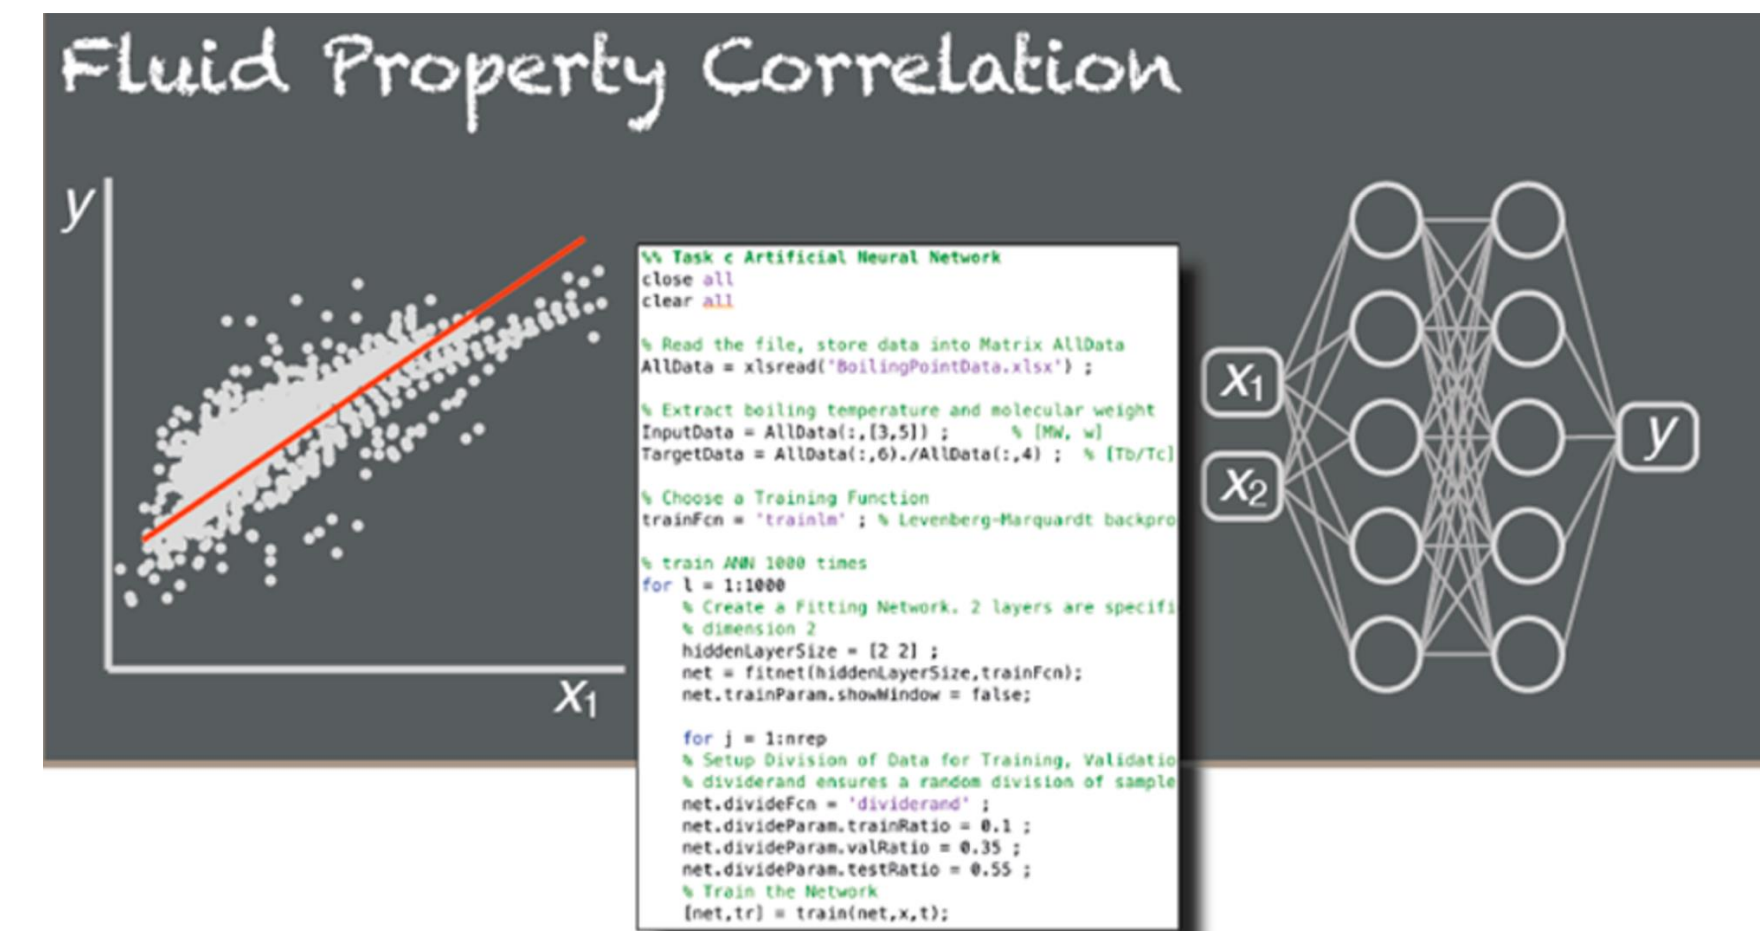 Fluid Property Correlation
y
x1
%% Task c Artificial Neural Network
close all
clear all
% Read the file, store data into Matrix AllData
AllData = xlsread('BoilingPointData.xlsx') ;
% Extract boiling temperature and molecular weight
InputData = AllData(:,[3,5]) ; % [MW, w]
TargetData = AllData(:,6)./AllData(:,4) ; % [Tb/Tc]
% Choose a Training Function
trainFcn = 'trainlm' ; % Levenberg-Marquardt backpro
% train ANN 1000 times
for l = 1:1000
% Create a Fitting Network. 2 layers are specifi
% dimension 2
hiddenLayerSize = [2 2] ;
net = fitnet(hiddenLayerSize,trainFcn);
net.trainParam.showWindow = false;
for j = 1:nrep
% Setup Division of Data for Training, Validatio
% dividerand ensures a random division of sample
net.divideFcn = 'dividerand' ;
net.divideParam.trainRatio = 0.1 ;
net.divideParam.valRatio = 0.35 ;
net.divideParam.testRatio = 0.55 ;
% Train the Network
[net,tr] = train(net,x,t);
x1
x2
y